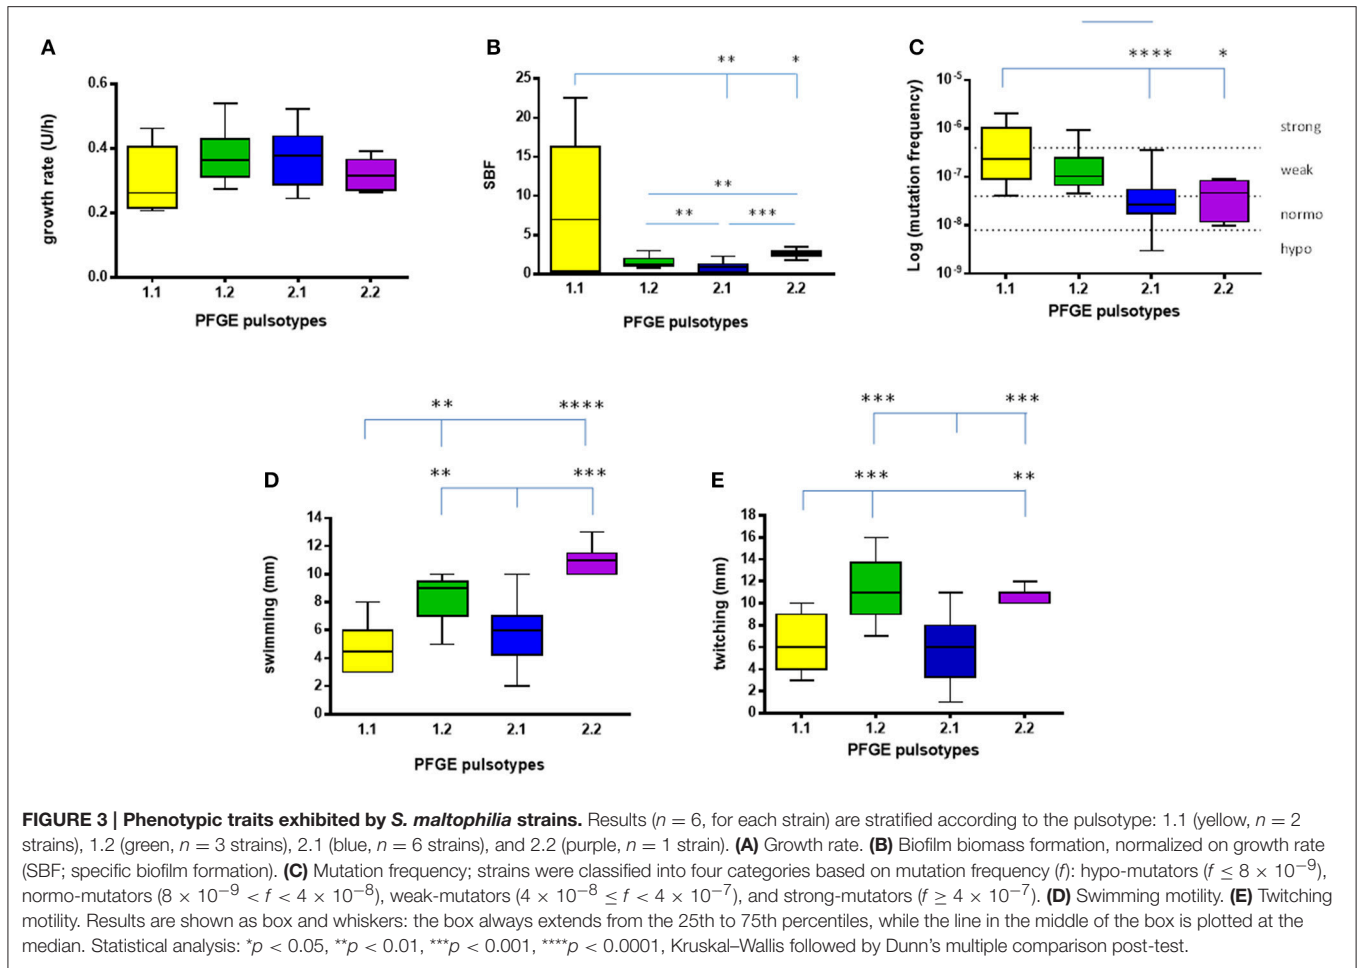 A
growth rate (U/h)
0.6
0.4
0.2
0.0
1.1 1.2 2.1 2.2
PFGE pulsotypes
B
** *
SBF
25
20
15
10
5
0
**
** ***
1.1 1.2 2.1 2.2
PFGE pulsotypes
C
**** *
Log (mutation frequency)
10-5
10-6
10-7
10-8
10-9
strong
weak
normo
hypo
1.1 1.2 2.1 2.2
PFGE pulsotypes
D
** ****
** ***
swimming (mm)
14
12
10
8
6
4
2
0
1.1 1.2 2.1 2.2
PFGE pulsotypes
E
*** ***
*** **
twitching (mm)
18
16
14
12
10
8
6
4
2
0
1.1 1.2 2.1 2.2
PFGE pulsotypes
FIGURE 3 | Phenotypic traits exhibited by S. maltophilia strains. Results (n = 6, for each strain) are stratified according to the pulsotype: 1.1 (yellow, n = 2
strains), 1.2 (green, n = 3 strains), 2.1 (blue, n = 6 strains), and 2.2 (purple, n = 1 strain). (A) Growth rate. (B) Biofilm biomass formation, normalized on growth rate
(SBF; specific biofilm formation). (C) Mutation frequency; strains were classified into four categories based on mutation frequency (f): hypo-mutators (f ≤ 8 × 10−9),
normo-mutators (8 × 10−9 < f < 4 × 10−8), weak-mutators (4 × 10−8 ≤ f < 4 × 10−7), and strong-mutators (f ≥ 4 × 10−7). (D) Swimming motility. (E) Twitching
motility. Results are shown as box and whiskers: the box always extends from the 25th to 75th percentiles, while the line in the middle of the box is plotted at the
median. Statistical analysis: *p < 0.05, **p < 0.01, ***p < 0.001, ****p < 0.0001, Kruskal–Wallis followed by Dunn's multiple comparison post-test.